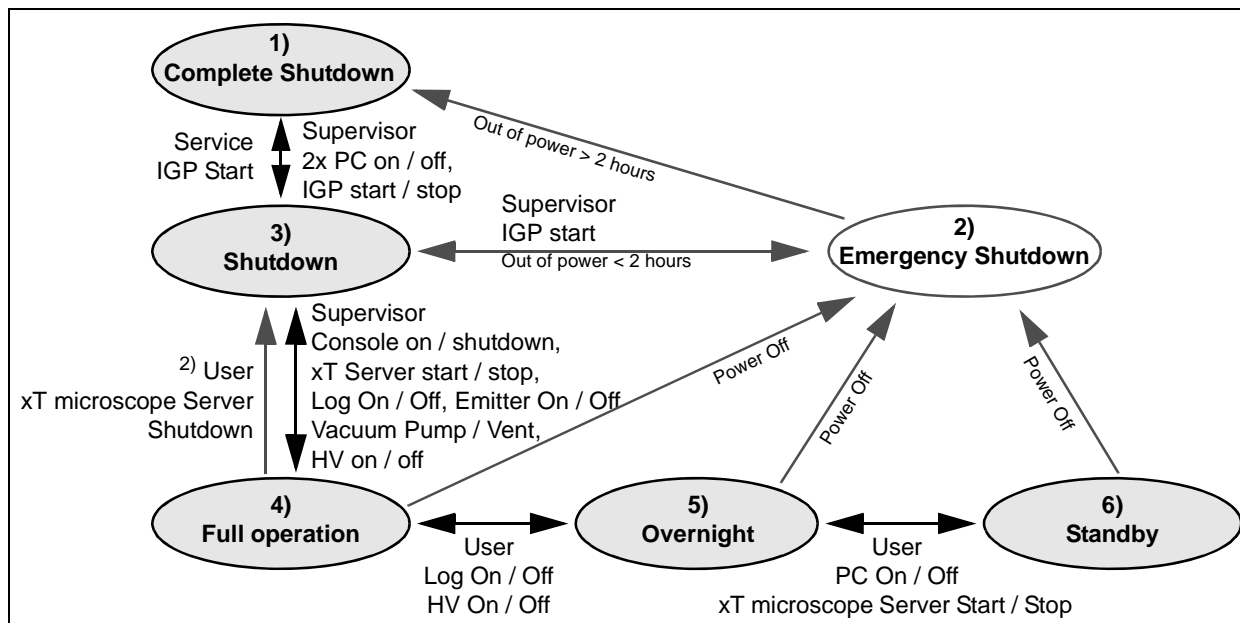 1)
Complete Shutdown
Service
IGP Start
Supervisor
2x PC on / off,
IGP start / stop
Out of power > 2 hours
3)
Shutdown
Supervisor
IGP start
Out of power < 2 hours
2)
Emergency Shutdown
2) User
xT microscope Server
Shutdown
Supervisor
Console on / shutdown,
xT Server start / stop,
Log On / Off, Emitter On / Off
Vacuum Pump / Vent,
HV on / off
Power Off
Power Off
Power Off
4)
Full operation
User
Log On / Off
HV On / Off
5)
Overnight
User
PC On / Off
xT microscope Server Start / Stop
6)
Standby